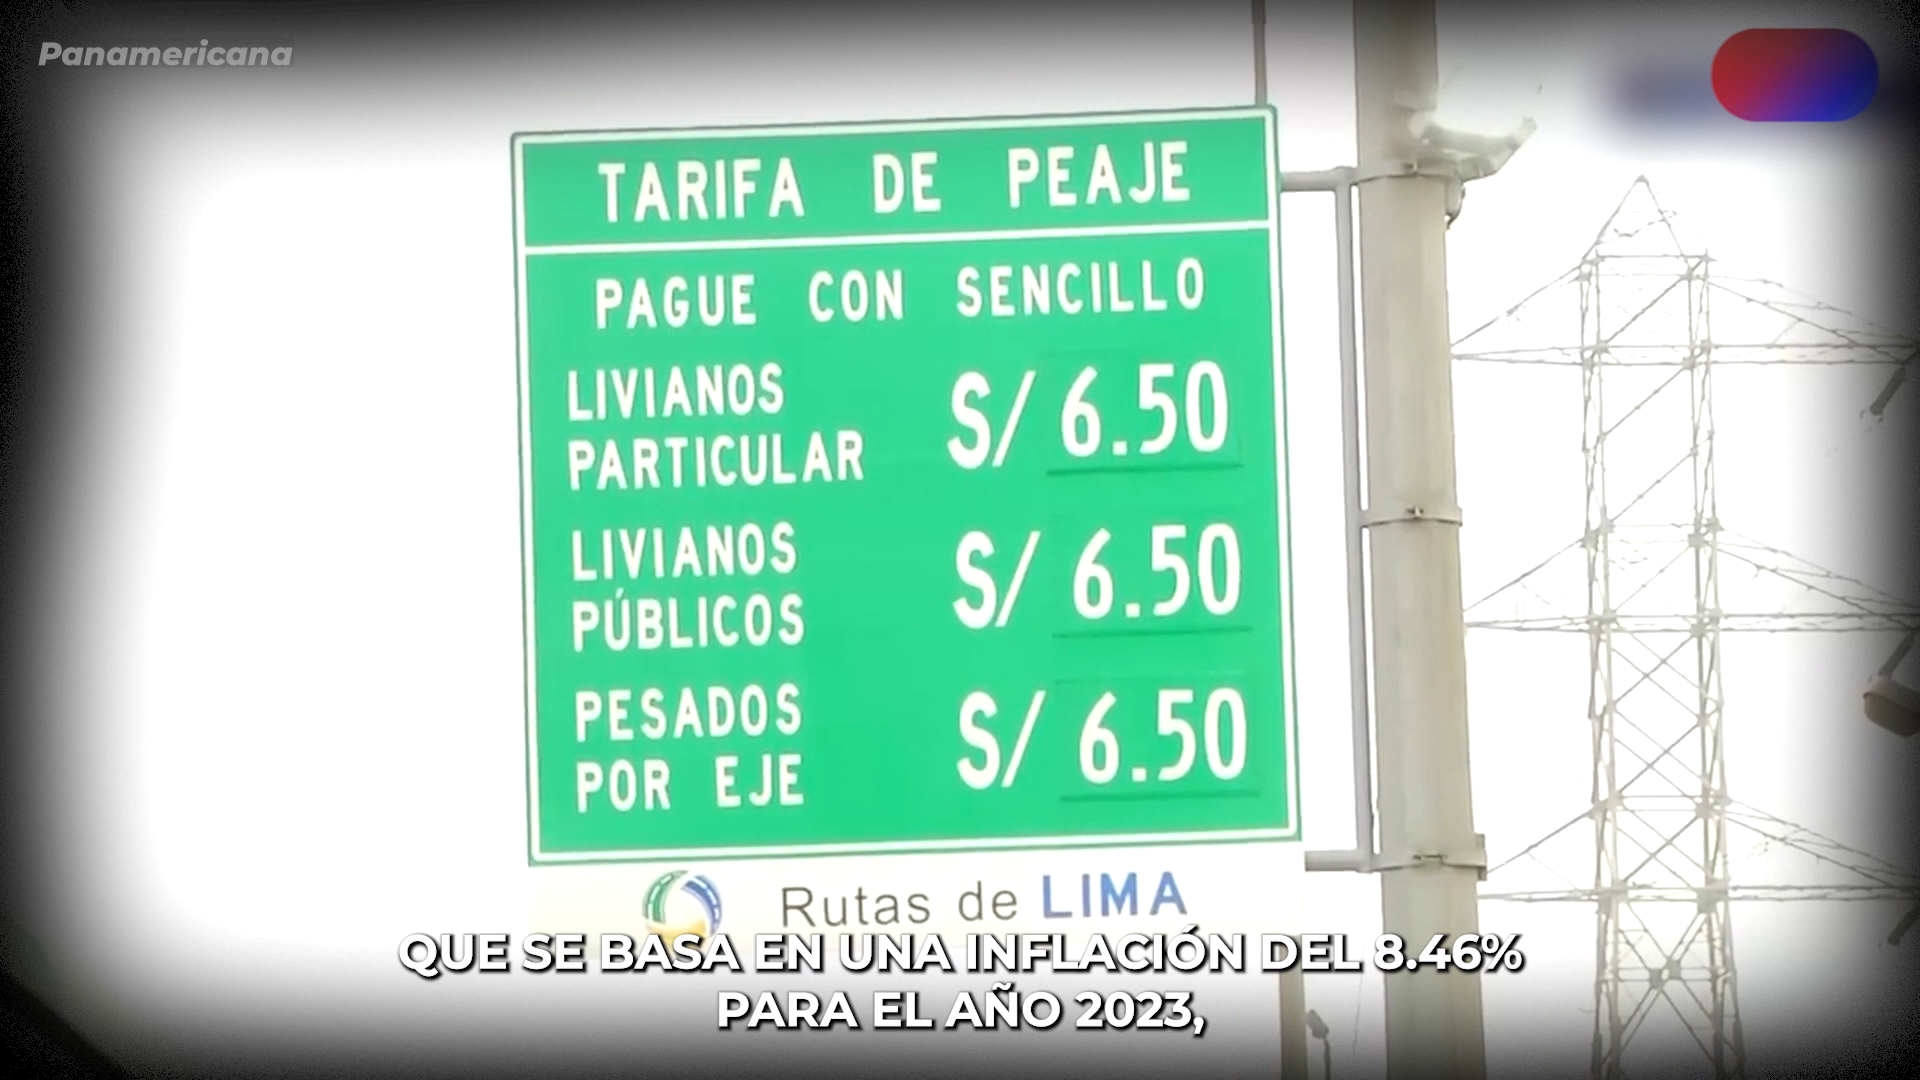 Panamericana
TARIFA DE PEAJE
PAGUE CON SENCILLO
LIVIANOS
PARTICULAR
S/ 6.50
LIVIANOS
PÚBLICOS
S/ 6.50
PESADOS
POR EJE
S/ 6.50
Rutas de LIMA
QUE SE BASA EN UNA INFLACIÓN DEL 8.46%
PARA EL AÑO 2023,